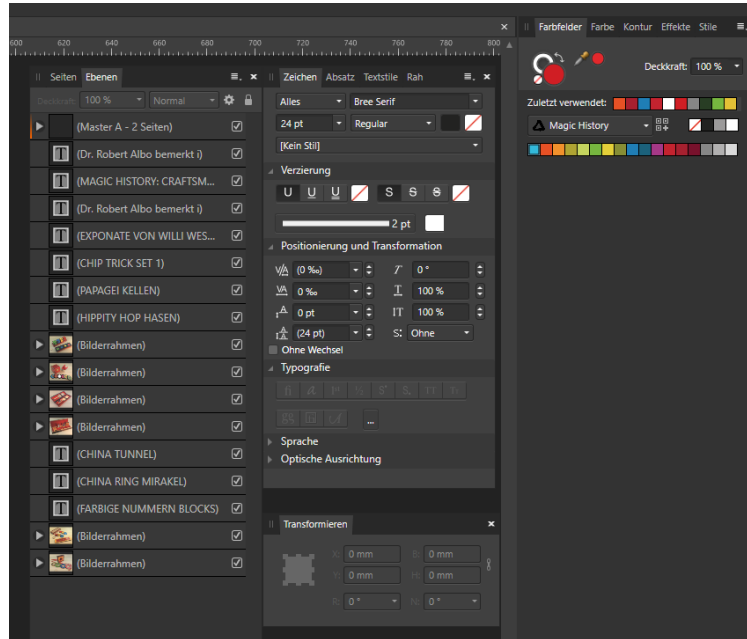 600 620 640 660 680 700 720 740 760 780 800
Seiten Ebenen
Deckkraft: 100 % Normal
(Master A - 2 Seiten)
(Dr. Robert Albo bemerkt i)
(MAGIC HISTORY: CRAFTSM...
(Dr. Robert Albo bemerkt i)
(EXPONATE VON WILLI WES...
(CHIP TRICK SET 1)
(PAPAGEI KELLEN)
(HIPPITY HOP HASEN)
(Bilderrahmen)
(Bilderrahmen)
(Bilderrahmen)
(Bilderrahmen)
(CHINA TUNNEL)
(CHINA RING MIRAKEL)
(FARBIGE NUMMERN BLOCKS)
(Bilderrahmen)
(Bilderrahmen)
Zeichen Absatz Textstile Rah
Alles Bree Serif
24 pt Regular
[Kein Stil]
Verzierung
U U U S S S
2 pt
Positionierung und Transformation
V/A (0 ‰) T 0 °
VA 0 ‰ T 100 %
A 0 pt IT 100 %
A (24 pt) S: Ohne
Ohne Wechsel
Typografie
...
Sprache
Optische Ausrichtung
Transformieren
X: 0 mm B: 0 mm
Y: 0 mm H: 0 mm
R: 0 ° N: 0 °
Farbfelder Farbe Kontur Effekte Stile
Deckkraft: 100 %
Zuletzt verwendet:
Magic History